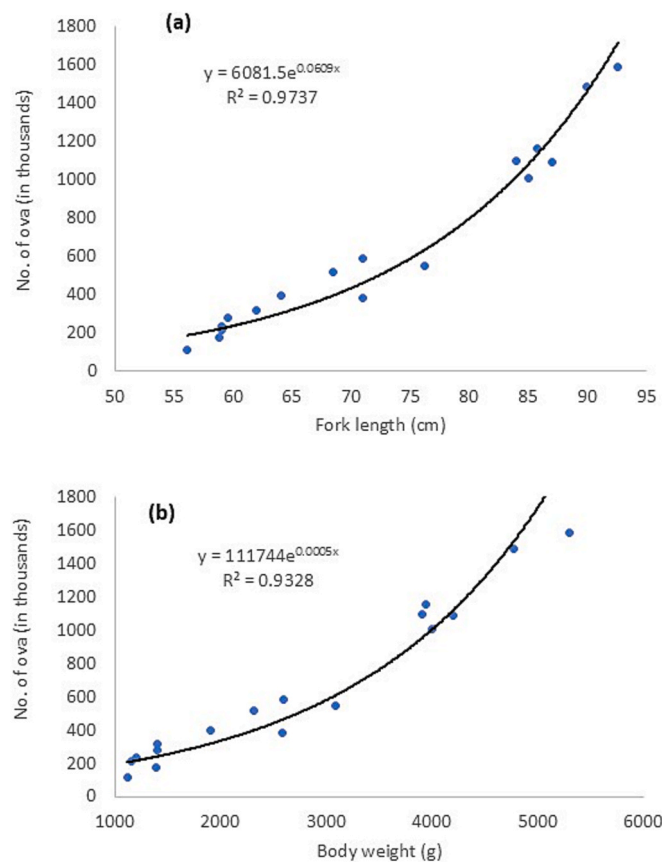 (a)
1800
1600
1400
1200
1000
800
600
400
200
0
No. of ova (in thousands)
y = 6081.5e^0.0609x
R² = 0.9737
50 55 60 65 70 75 80 85 90 95
Fork length (cm)
(b)
1800
1600
1400
1200
1000
800
600
400
200
0
No. of ova (in thousands)
y = 111744e^0.0005x
R² = 0.9328
1000 2000 3000 4000 5000 6000
Body weight (g)